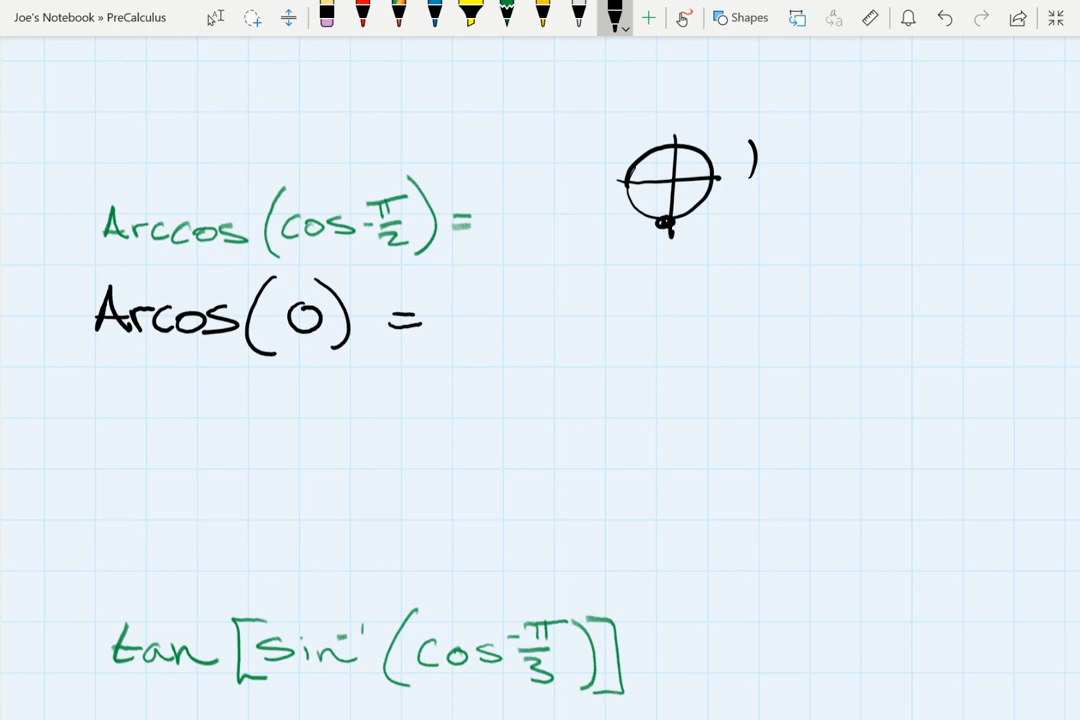 Joe's Notebook » PreCalculus
Shapes
Arccos(cos -π/2) =
Arcos(0) =
tan[sin⁻¹(cos -π/3)]